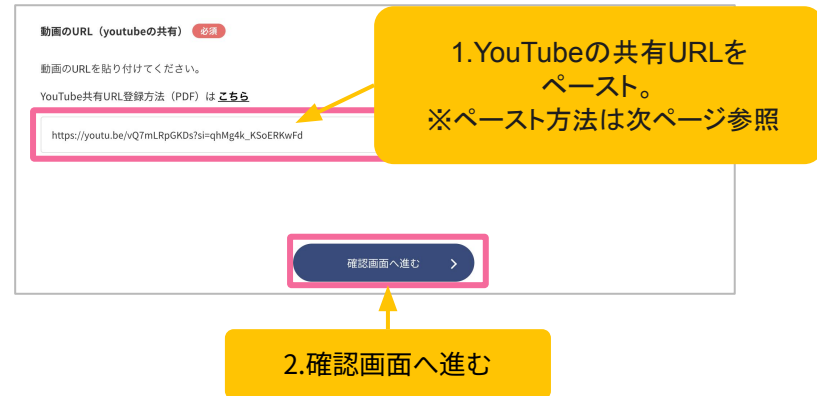 動画のURL（youtubeの共有） 必須
動画のURLを貼り付けてください。
YouTube共有URL登録方法（PDF）は こちら
https://youtu.be/vQ7mLRpGKDs?si=qhMg4k_KSoERKwFd
1.YouTubeの共有URLを
ペースト。
※ペースト方法は次ページ参照
確認画面へ進む
2.確認画面へ進む